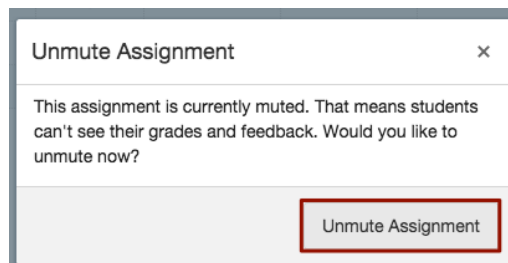 Unmute Assignment ×
This assignment is currently muted. That means students
can't see their grades and feedback. Would you like to
unmute now?
Unmute Assignment